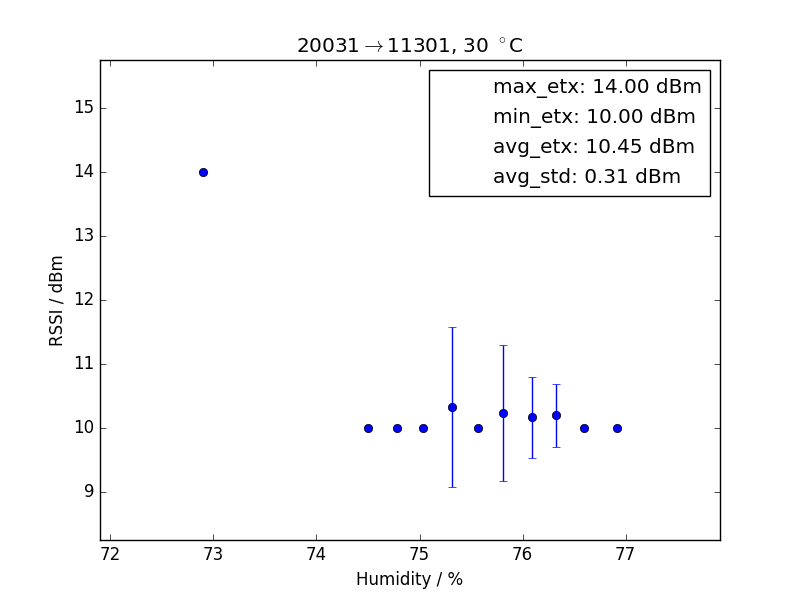 20031→11301, 30 °C
max_etx: 14.00 dBm
min_etx: 10.00 dBm
avg_etx: 10.45 dBm
avg_std: 0.31 dBm
RSSI / dBm
15
14
13
12
11
10
9
72 73 74 75 76 77
Humidity / %